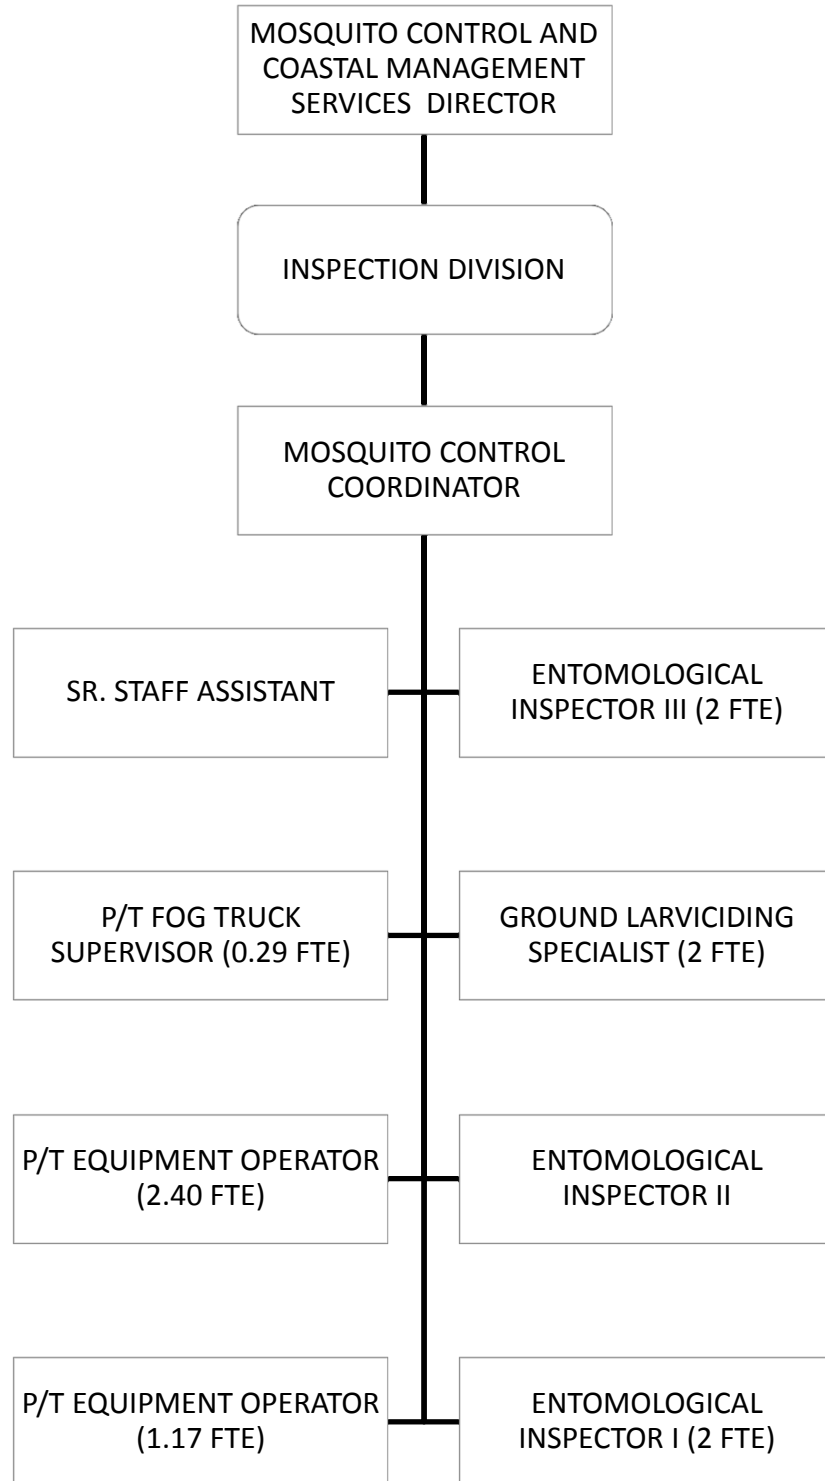 MOSQUITO CONTROL AND
COASTAL MANAGEMENT
SERVICES DIRECTOR
INSPECTION DIVISION
MOSQUITO CONTROL
COORDINATOR
SR. STAFF ASSISTANT
ENTOMOLOGICAL
INSPECTOR III (2 FTE)
P/T FOG TRUCK
SUPERVISOR (0.29 FTE)
GROUND LARVICIDING
SPECIALIST (2 FTE)
P/T EQUIPMENT OPERATOR
(2.40 FTE)
ENTOMOLOGICAL
INSPECTOR II
P/T EQUIPMENT OPERATOR
(1.17 FTE)
ENTOMOLOGICAL
INSPECTOR I (2 FTE)